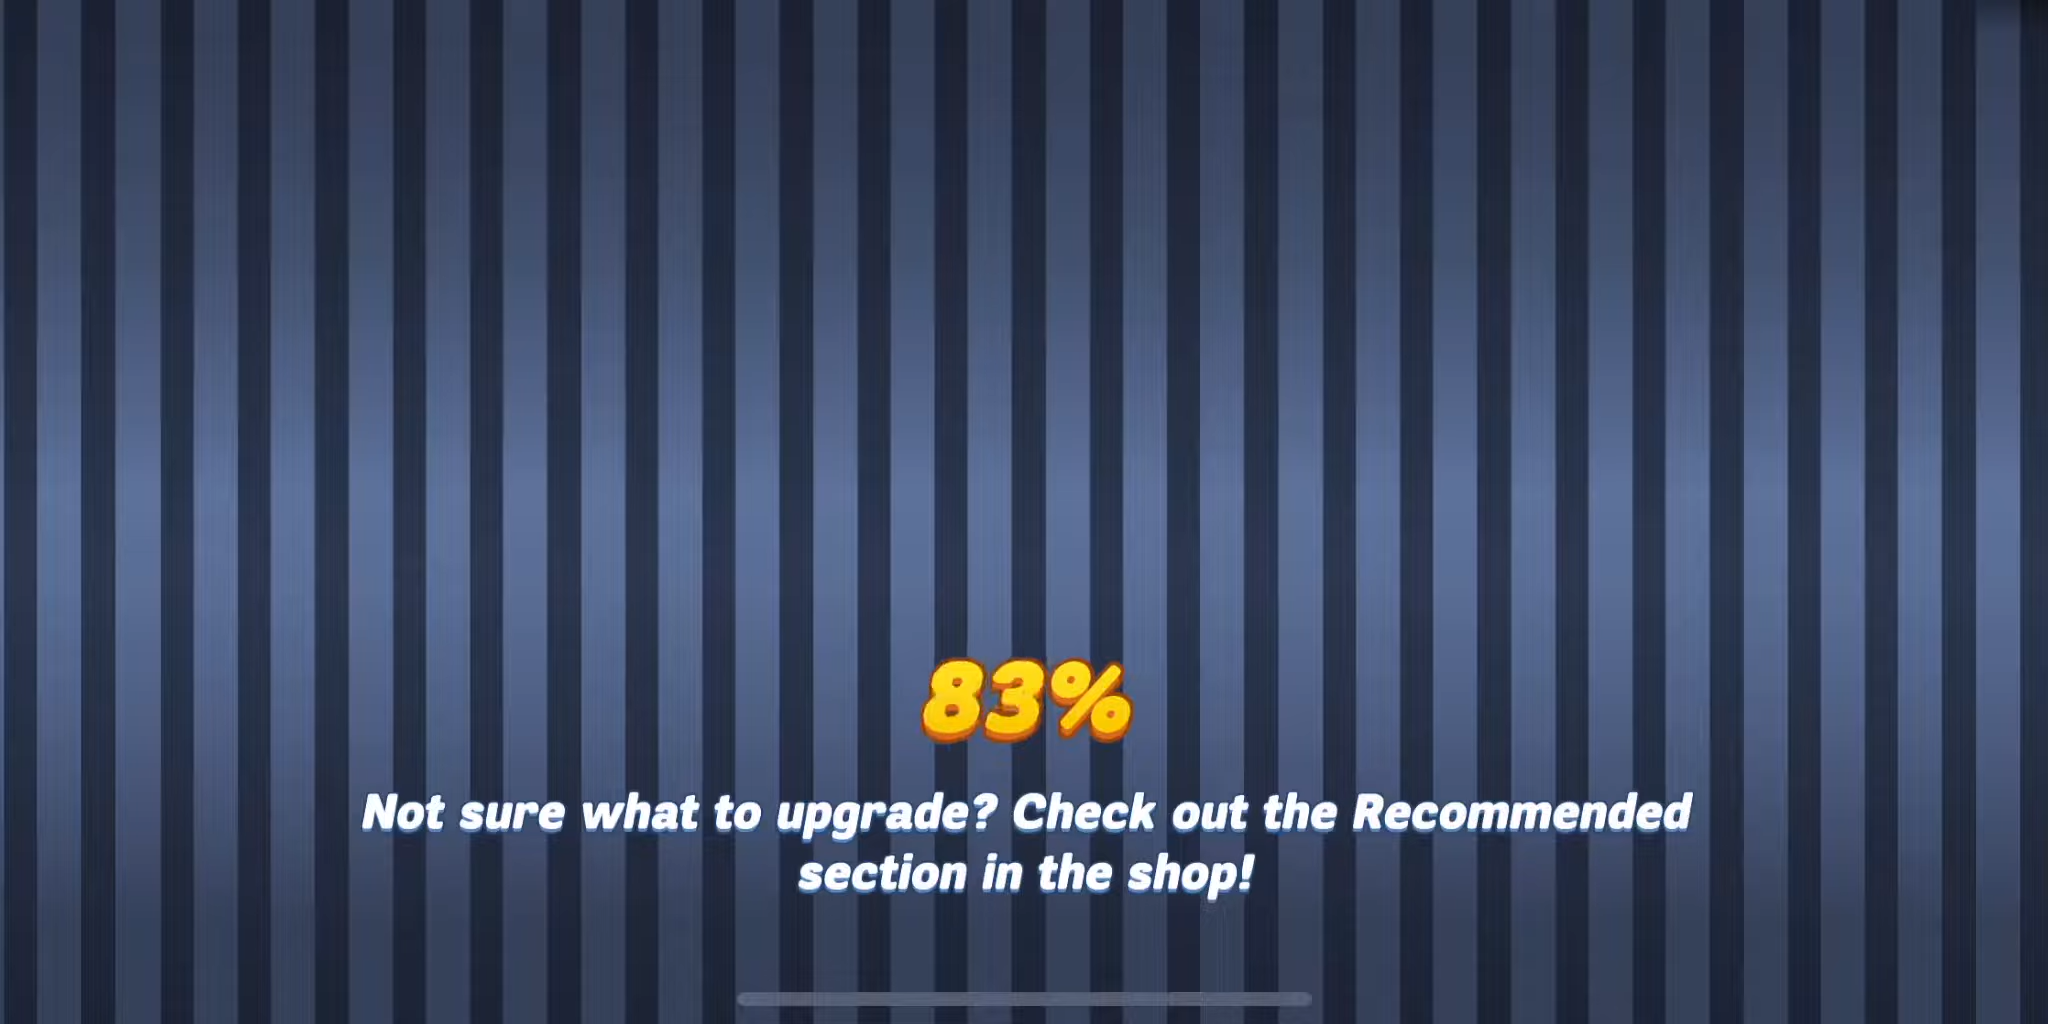 83%
Not sure what to upgrade? Check out the Recommended
section in the shop!